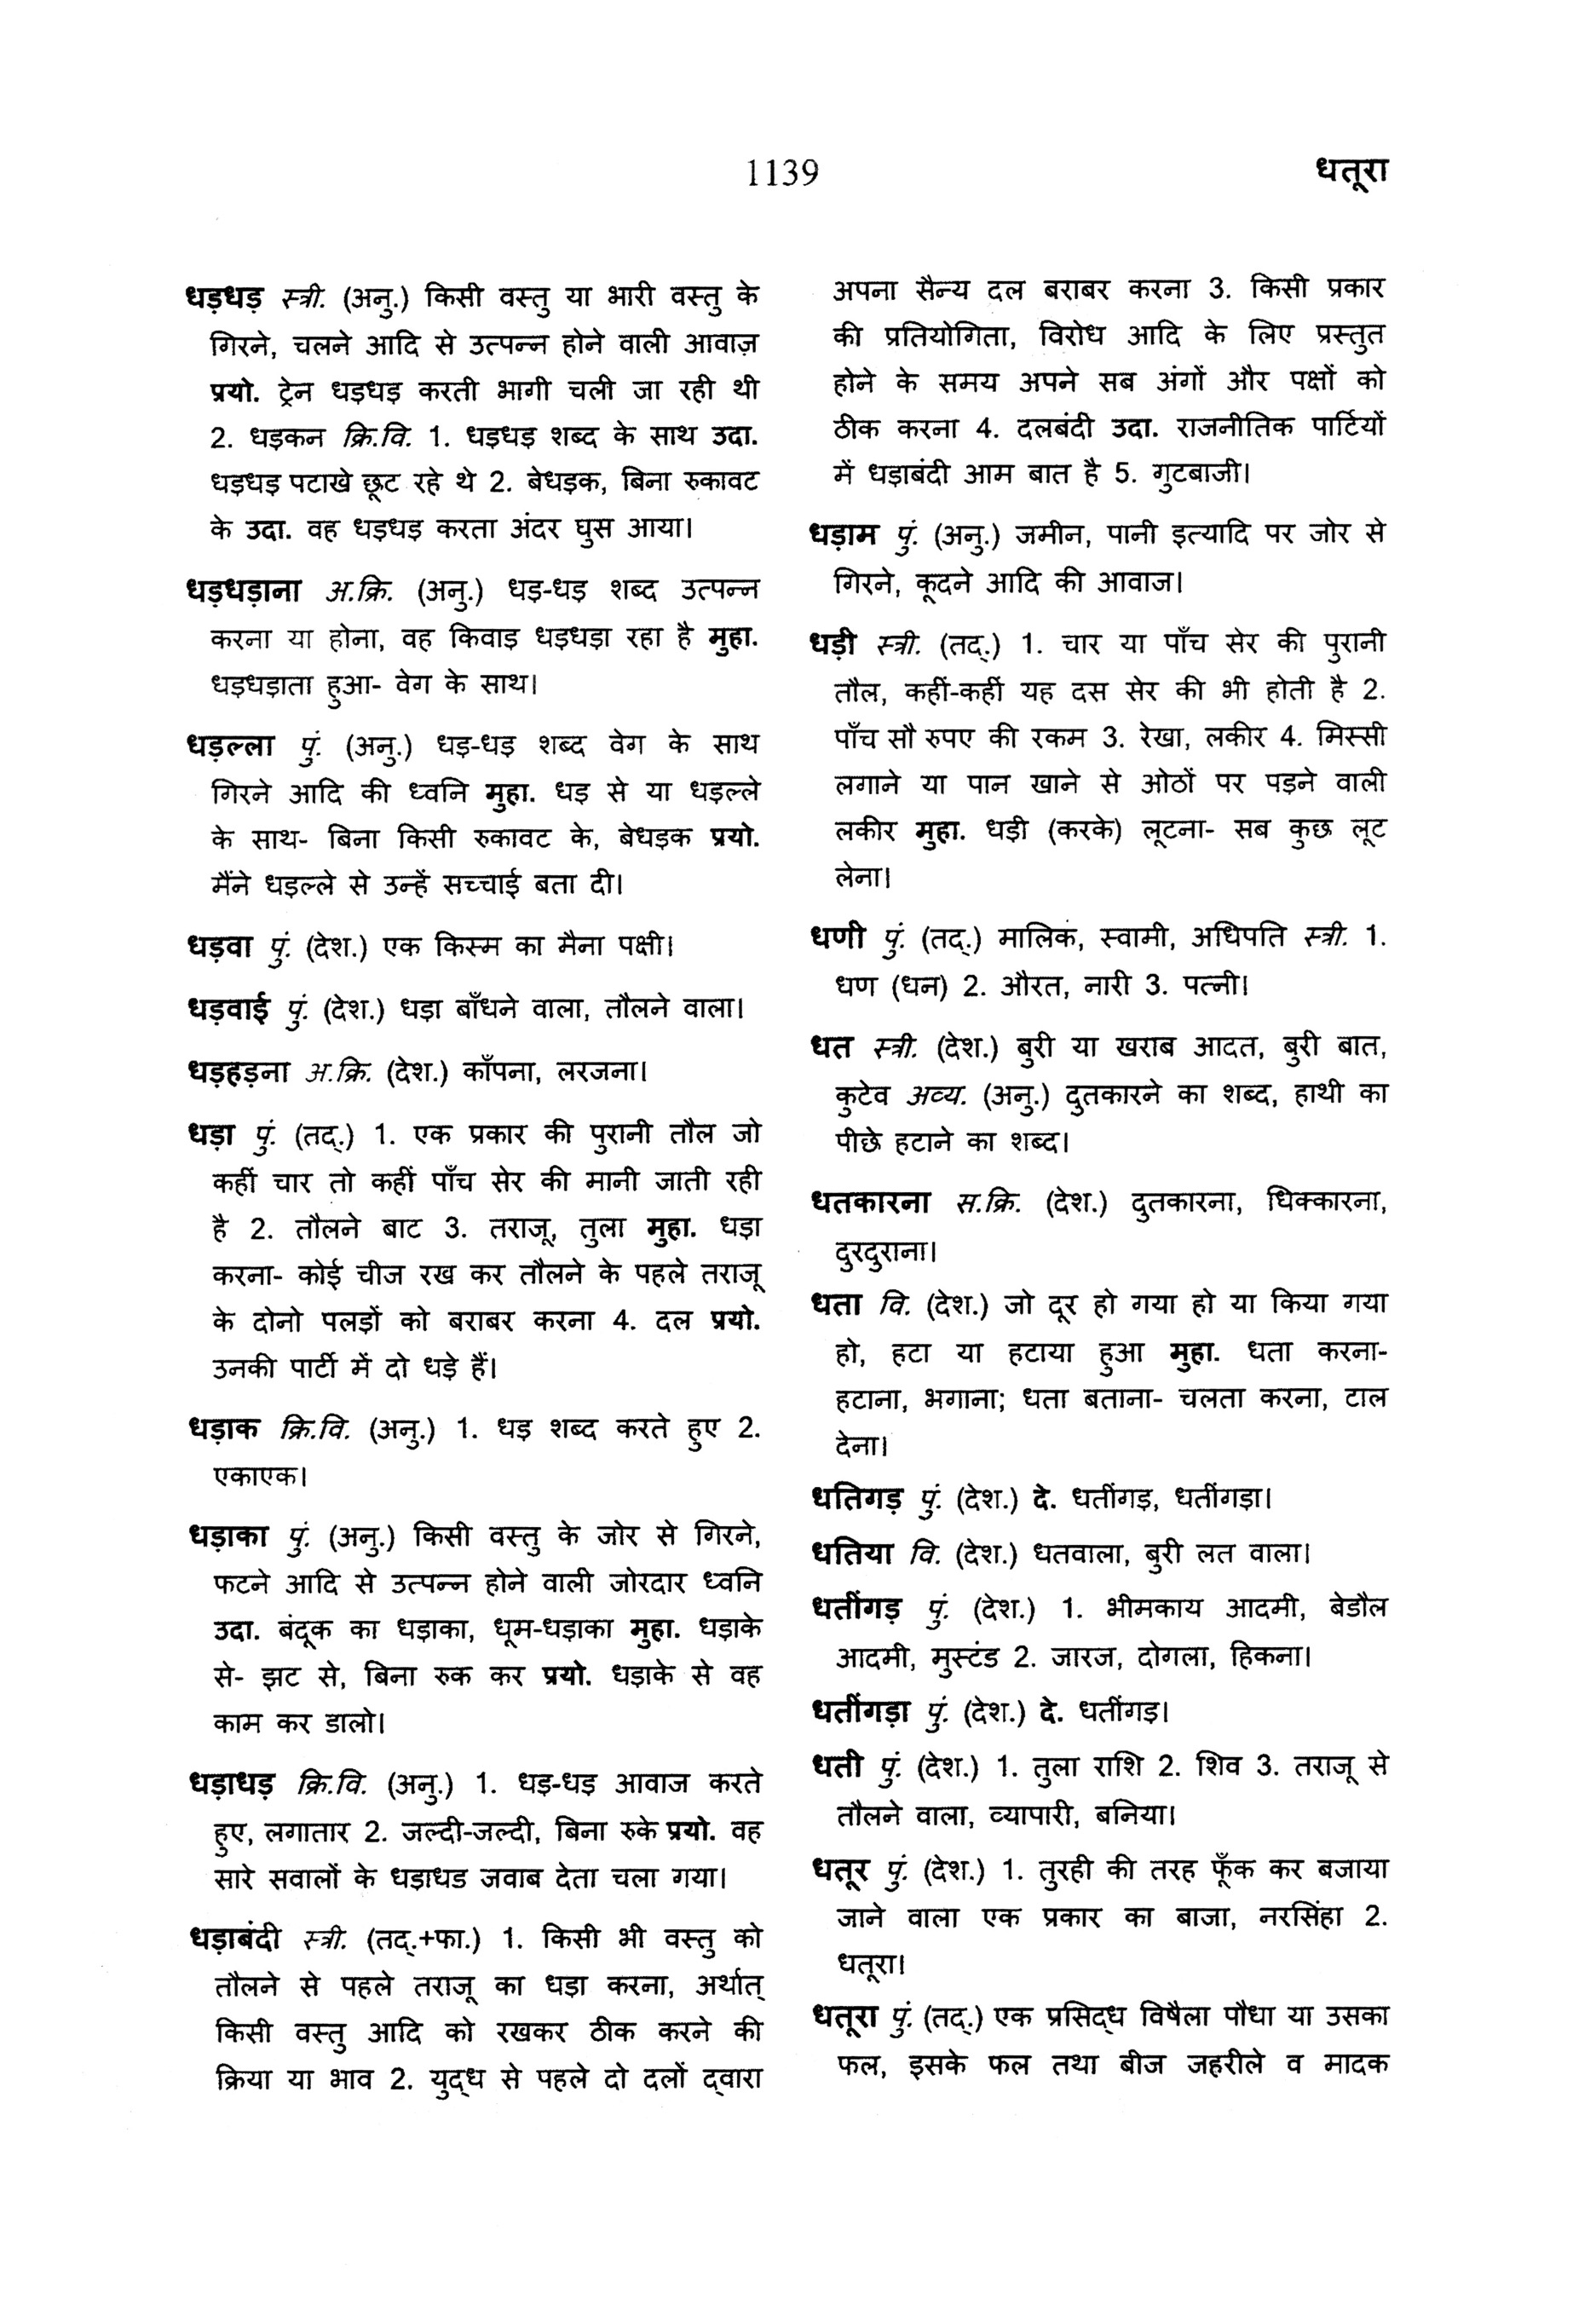 1139
धतूरा
धड़धड़ स्त्री. (अनु.) किसी वस्तु या भारी वस्तु के
गिरने, चलने आदि से उत्पन्न होने वाली आवाज़
प्रयो. ट्रेन धड़धड़ करती भागी चली जा रही थी
2. धड़कन क्रि.वि. 1. धड़धड़ शब्द के साथ उदा.
धड़धड़ पटाखे छूट रहे थे 2. बेधड़क, बिना रुकावट
के उदा. वह धड़धड़ करता अंदर घुस आया।
धड़धड़ाना अ.क्रि. (अनु.) धड़-धड़ शब्द उत्पन्न
करना या होना, वह किवाड़ धड़धड़ा रहा है मुहा.
धड़धड़ाता हुआ- वेग के साथ।
धड़ल्ला पुं. (अनु.) धड़-धड़ शब्द वेग के साथ
गिरने आदि की ध्वनि मुहा. धड़ से या धड़ल्ले
के साथ- बिना किसी रुकावट के, बेधड़क प्रयो.
मैंने धड़ल्ले से उन्हें सच्चाई बता दी।
धड़वा पुं. (देश.) एक किस्म का मैना पक्षी।
धड़वाई पुं. (देश.) धड़ा बाँधने वाला, तौलने वाला।
धड़हड़ना अ.क्रि. (देश.) काँपना, लरजना।
धड़ा पुं. (तद्.) 1. एक प्रकार की पुरानी तौल जो
कहीं चार तो कहीं पाँच सेर की मानी जाती रही
है 2. तौलने बाट 3. तराजू, तुला मुहा. धड़ा
करना- कोई चीज रख कर तौलने के पहले तराजू
के दोनो पलड़ों को बराबर करना 4. दल प्रयो.
उनकी पार्टी में दो धड़े हैं।
धड़ाक क्रि.वि. (अनु.) 1. धड़ शब्द करते हुए 2.
एकाएक।
धड़ाका पुं. (अनु.) किसी वस्तु के जोर से गिरने,
फटने आदि से उत्पन्न होने वाली जोरदार ध्वनि
उदा. बंदूक का धड़ाका, धूम-धड़ाका मुहा. धड़ाके
से- झट से, बिना रुक कर प्रयो. धड़ाके से वह
काम कर डालो।
धड़ाधड़ क्रि.वि. (अनु.) 1. धड़-धड़ आवाज करते
हुए, लगातार 2. जल्दी-जल्दी, बिना रुके प्रयो. वह
सारे सवालों के धड़ाधड जवाब देता चला गया।
धड़ाबंदी स्त्री. (तद्.+फा.) 1. किसी भी वस्तु को
तौलने से पहले तराजू का धड़ा करना, अर्थात्
किसी वस्तु आदि को रखकर ठीक करने की
क्रिया या भाव 2. युद्ध से पहले दो दलों द्वारा
अपना सैन्य दल बराबर करना 3. किसी प्रकार
की प्रतियोगिता, विरोध आदि के लिए प्रस्तुत
होने के समय अपने सब अंगों और पक्षों को
ठीक करना 4. दलबंदी उदा. राजनीतिक पार्टियों
में धड़ाबंदी आम बात है 5. गुटबाजी।
धड़ाम पुं. (अनु.) जमीन, पानी इत्यादि पर जोर से
गिरने, कूदने आदि की आवाज।
धड़ी स्त्री. (तद्.) 1. चार या पाँच सेर की पुरानी
तौल, कहीं-कहीं यह दस सेर की भी होती है 2.
पाँच सौ रुपए की रकम 3. रेखा, लकीर 4. मिस्सी
लगाने या पान खाने से ओठों पर पड़ने वाली
लकीर मुहा. धड़ी (करके) लूटना- सब कुछ लूट
लेना।
धणी पुं. (तद्.) मालिक, स्वामी, अधिपति स्त्री. 1.
धण (धन) 2. औरत, नारी 3. पत्नी।
धत स्त्री. (देश.) बुरी या खराब आदत, बुरी बात,
कुटेव अव्य. (अनु.) दुतकारने का शब्द, हाथी का
पीछे हटाने का शब्द।
धतकारना स.क्रि. (देश.) दुतकारना, धिक्कारना,
दुरदुराना।
धता वि. (देश.) जो दूर हो गया हो या किया गया
हो, हटा या हटाया हुआ मुहा. धता करना-
हटाना, भगाना; धता बताना- चलता करना, टाल
देना।
धतिगड़ पुं. (देश.) दे. धतींगड़, धतींगड़ा।
धतिया वि. (देश.) धतवाला, बुरी लत वाला।
धतींगड़ पुं. (देश.) 1. भीमकाय आदमी, बेडौल
आदमी, मुस्टंड 2. जारज, दोगला, हिकना।
धतींगड़ा पुं. (देश.) दे. धतींगड़।
धती पुं. (देश.) 1. तुला राशि 2. शिव 3. तराजू से
तौलने वाला, व्यापारी, बनिया।
धतूर पुं. (देश.) 1. तुरही की तरह फूँक कर बजाया
जाने वाला एक प्रकार का बाजा, नरसिंहा 2.
धतूरा।
धतूरा पुं. (तद्.) एक प्रसिद्ध विषैला पौधा या उसका
फल, इसके फल तथा बीज जहरीले व मादक